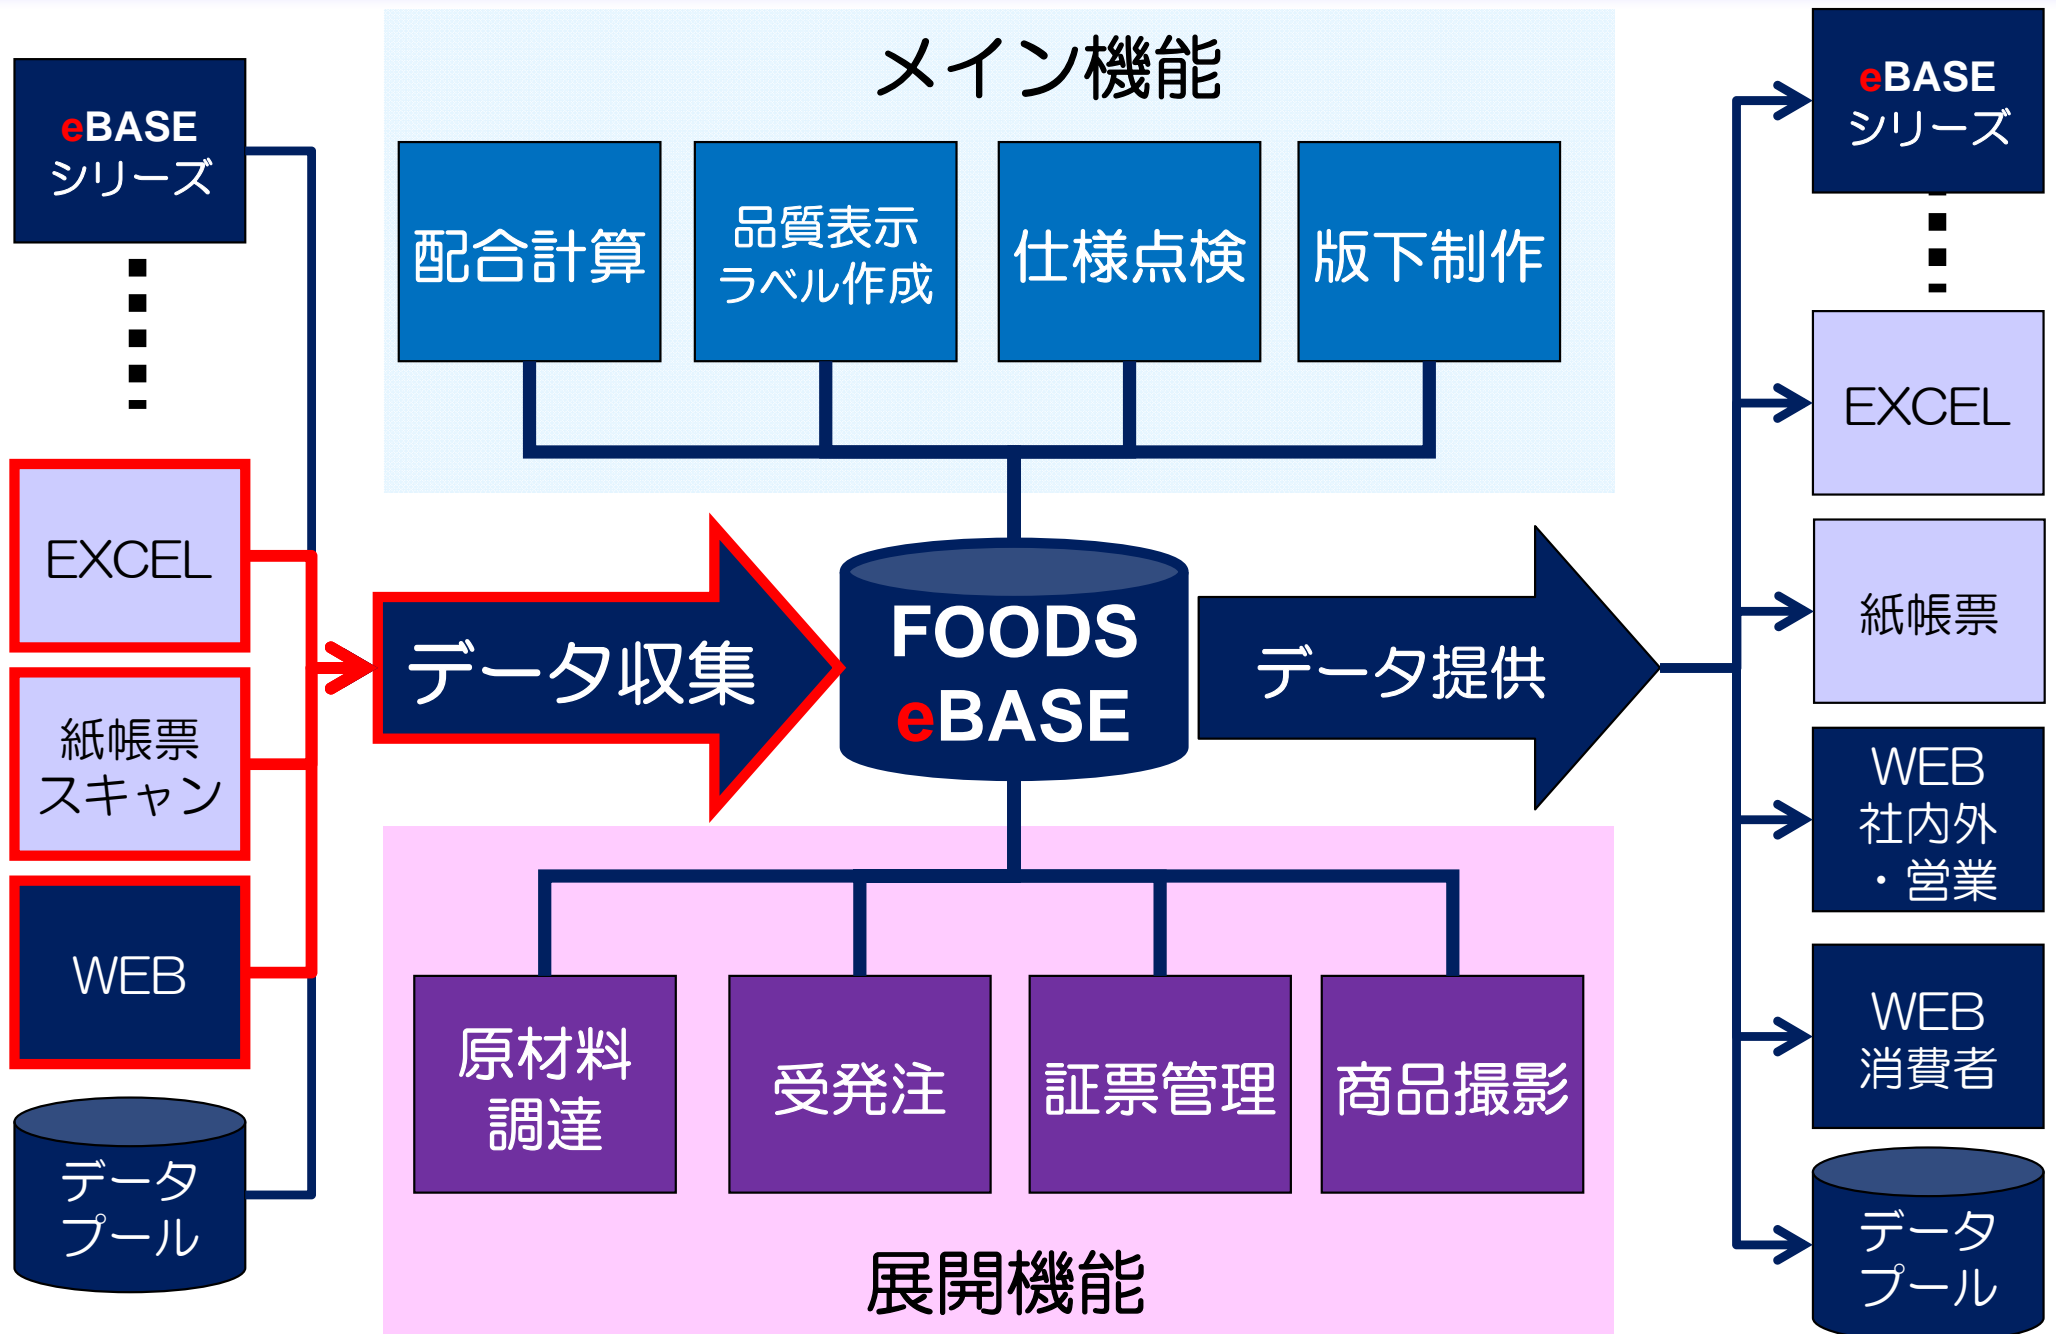 メイン機能
eBASE
シリーズ
EXCEL
紙帳票
スキャン
WEB
データ
プール
配合計算
品質表示
ラベル作成
仕様点検
版下制作
データ収集
FOODS
eBASE
データ提供
原材料
調達
受発注
証票管理
商品撮影
展開機能
eBASE
シリーズ
EXCEL
紙帳票
WEB
社内外
・営業
WEB
消費者
データ
プール